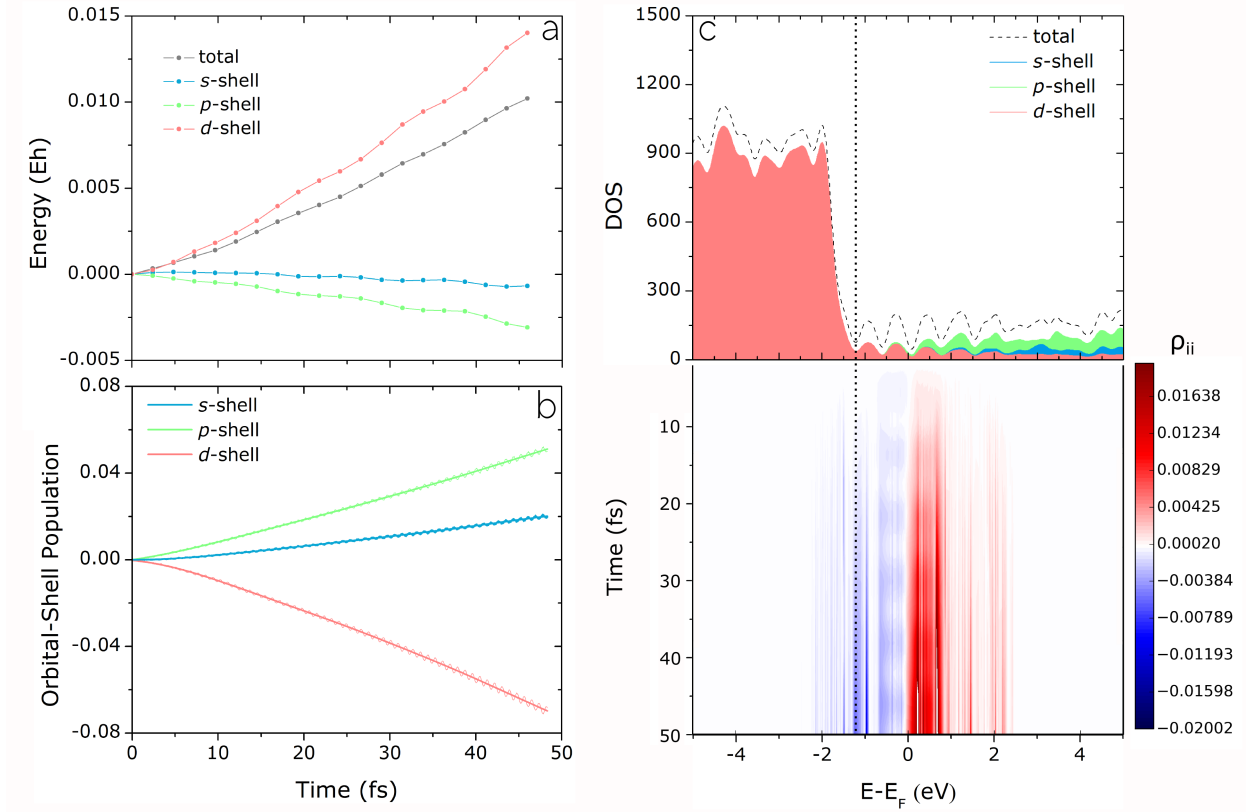 a
0.015
0.010
0.005
0.000
-0.005
Energy (Eh)
total
s-shell
p-shell
d-shell
b
0.08
0.04
0.00
-0.04
-0.08
Orbital-Shell Population
s-shell
p-shell
d-shell
0 10 20 30 40 50
Time (fs)
c
1500
1200
900
600
300
0
DOS
total
s-shell
p-shell
d-shell
10
20
30
40
50
Time (fs)
-4 -2 0 2 4
E-E_F (eV)
ρii
0.01638
0.01234
0.00829
0.00425
0.00020
-0.00384
-0.00789
-0.01193
-0.01598
-0.02002